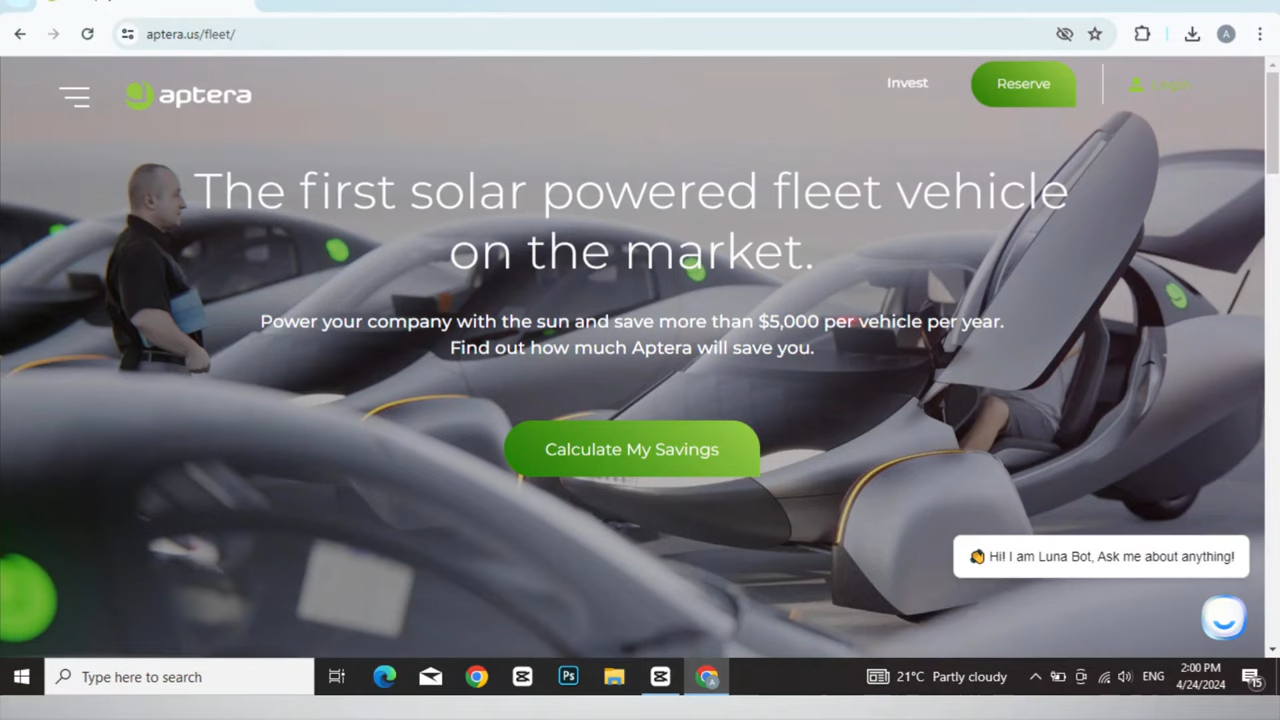 aptera.us/fleet/
A
aptera
Invest
Reserve
Login
The first solar powered fleet vehicle
on the market.
Power your company with the sun and save more than $5,000 per vehicle per year.
Find out how much Aptera will save you.
Calculate My Savings
Hi! I am Luna Bot, Ask me about anything!
Type here to search
Ps
A
21°C Partly cloudy
ENG
2:00 PM
4/24/2024
15